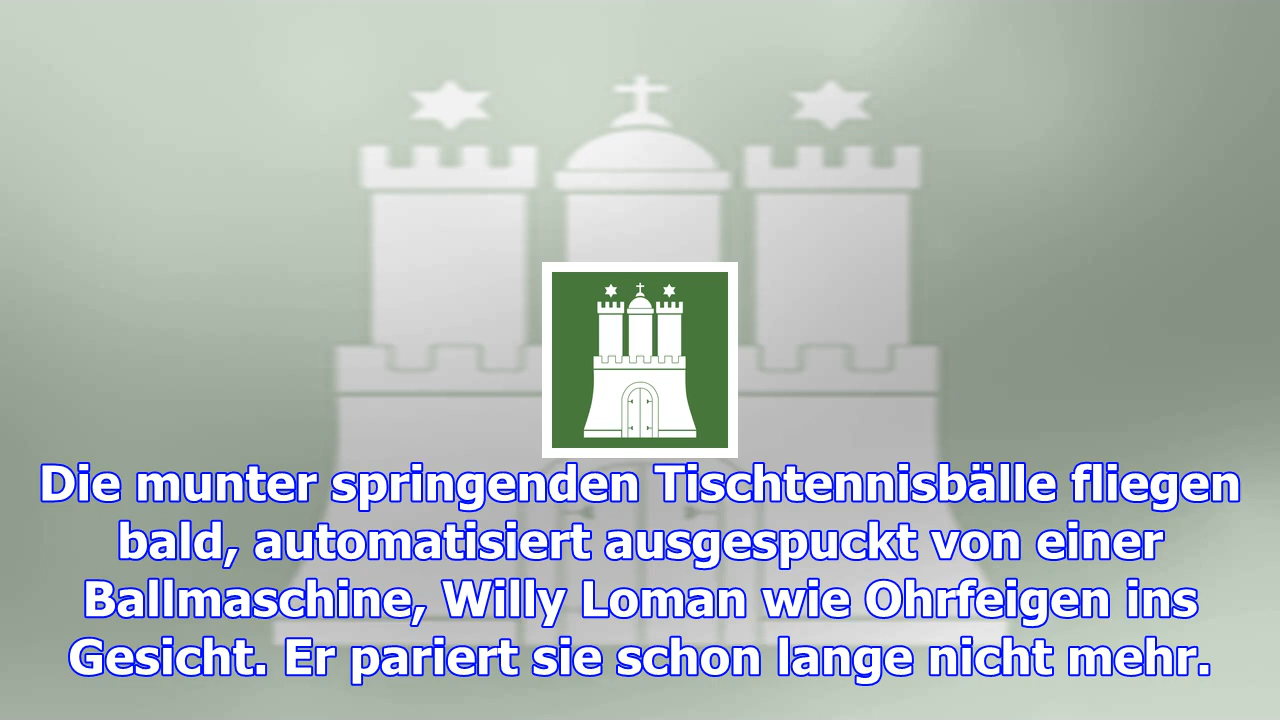 Die munter springenden Tischtennisbälle fliegen
bald, automatisiert ausgespuckt von einer
Ballmaschine, Willy Loman wie Ohrfeigen ins
Gesicht. Er pariert sie schon lange nicht mehr.